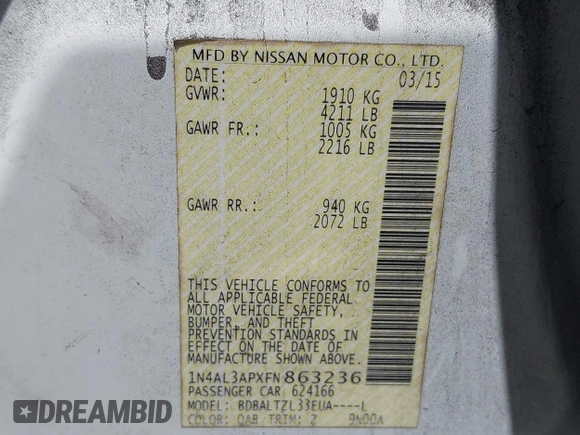 MFD BY NISSAN MOTOR CO., LTD.
DATE: 03/15
GVWR: 1910 KG
4211 LB
GAWR FR.: 1005 KG
2216 LB
GAWR RR.: 940 KG
2072 LB
THIS VEHICLE CONFORMS TO
ALL APPLICABLE FEDERAL
MOTOR VEHICLE SAFETY,
BUMPER, AND THEFT
PREVENTION STANDARDS
IN EFFECT ON THE DATE OF
MANUFACTURE SHOWN ABOVE.
1N4AL3APXFN863236
PASSENGER CAR 624166
MODEL: BDBALTZL33EUA----L
COLOR: QAB TRIM: Z 9N00A
DREAMBID